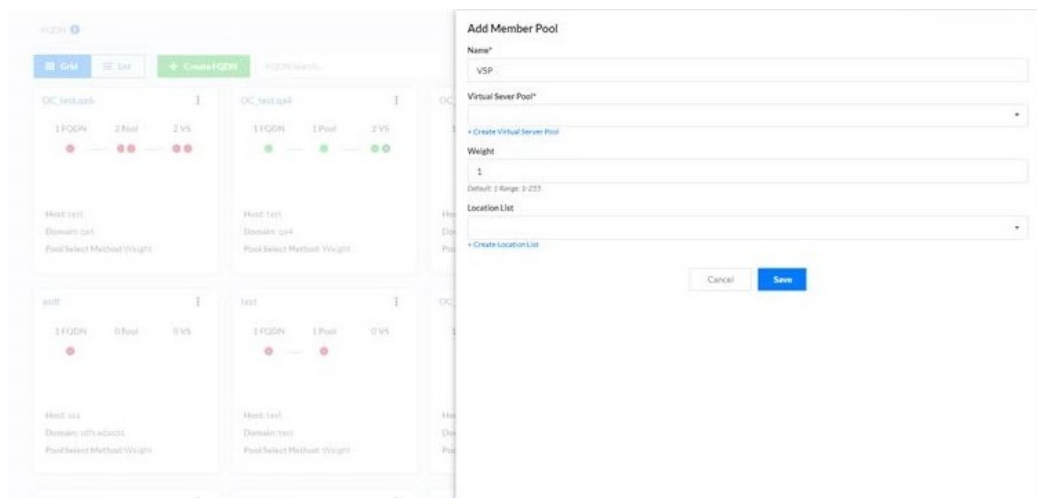 FQDN
Grid
List
+ Create FQDN
FQDN Search...
OC_test.qa6
1 FQDN 2 Pool 2 VS
Host: test
Pool Select Method: Weight
OC_test.qa4
1 FQDN 1 Pool 2 VS
Host: test
Domain: qa4
Pool Select Method: Weight
OC_
asdf
1 FQDN 0 Pool 0 VS
Pool Select Method: Weight
test
1 FQDN 1 Pool 0 VS
Host: test
Domain: test
Pool Select Method: Weight
OC_
Add Member Pool
Name*
VSP
Virtual Sever Pool*
+ Create Virtual Server Pool
Weight
1
Default: 1 Range: 1-255
Location List
+ Create Location List
Cancel
Save